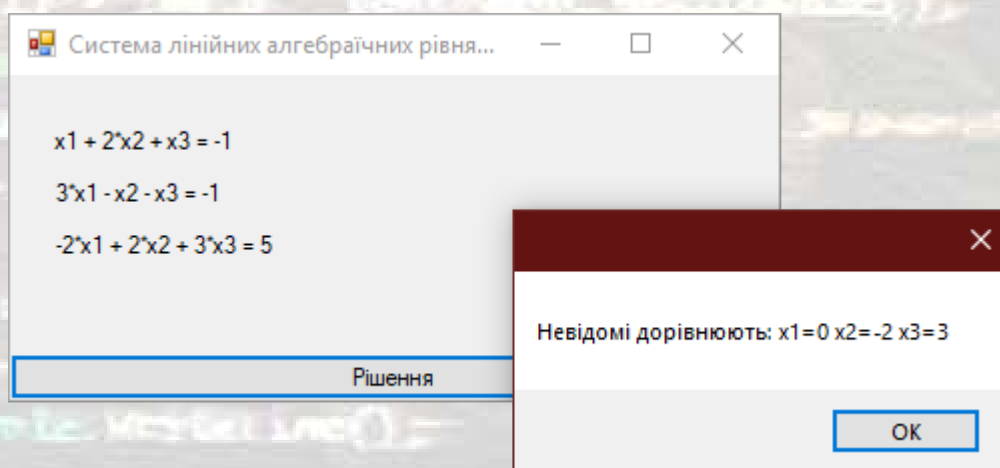 Система лінійних алгебраїчних рівня...
x1 + 2*x2 + x3 = -1
3*x1 - x2 - x3 = -1
-2*x1 + 2*x2 + 3*x3 = 5
Невідомі дорівнюють: x1=0 x2=-2 x3=3
Рішення
OK